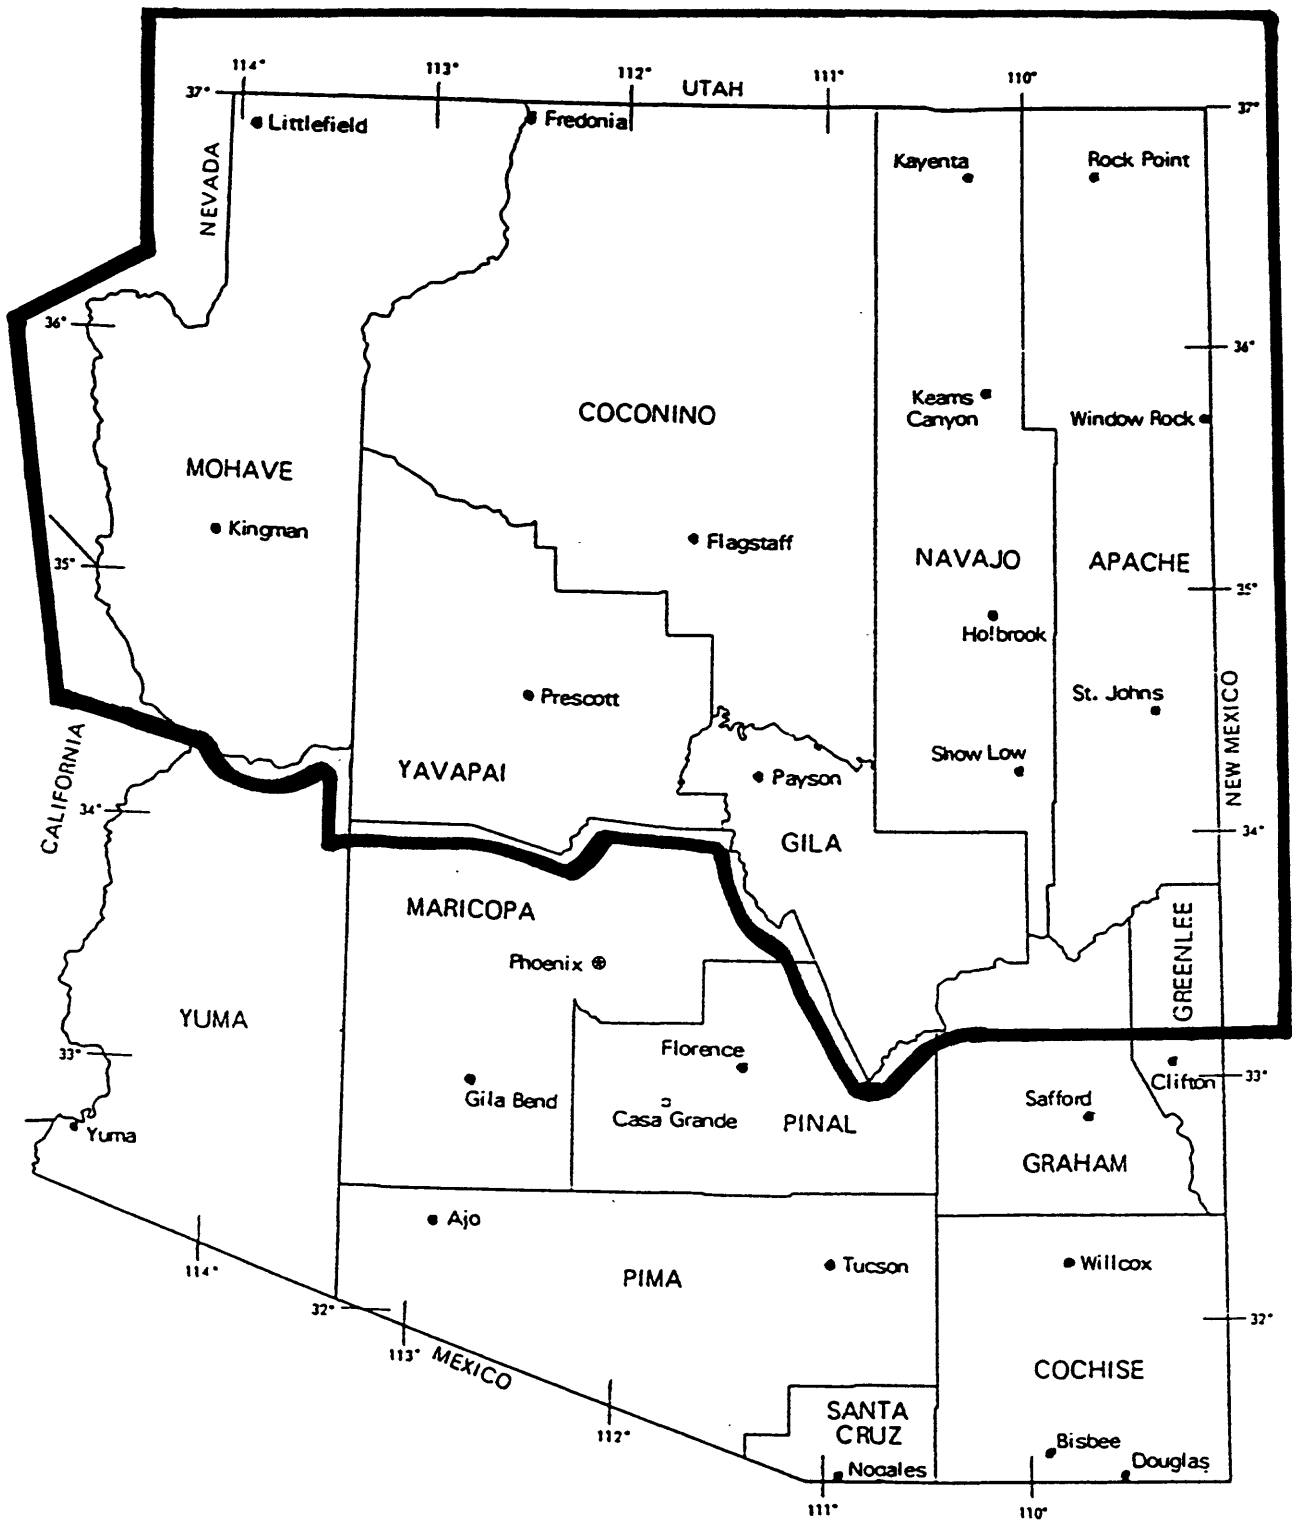 114° 113° 112° 111° 110°
UTAH
37° 37°
Littlefield
Fredonia
NEVADA
Kayenta
Rock Point
36°
36°
Kearns
Canyon
Window Rock
COCONINO
MOHAVE
Kingman
Flagstaff
NAVAJO
APACHE
35°
35°
Holbrook
Prescott
St. Johns
NEW MEXICO
CALIFORNIA
YAVAPAI
Payson
Show Low
34°
34°
GILA
MARICOPA
Phoenix
GREENLEE
YUMA
33°
Florence
33°
Clifton
Gila Bend
Casa Grande
PINAL
Safford
Yuma
GRAHAM
Ajo
Tucson
Willcox
114°
PIMA
32°
32°
113°
MEXICO
COCHISE
SANTA
CRUZ
112°
Bisbee
Nogales
Douglas
111° 110°